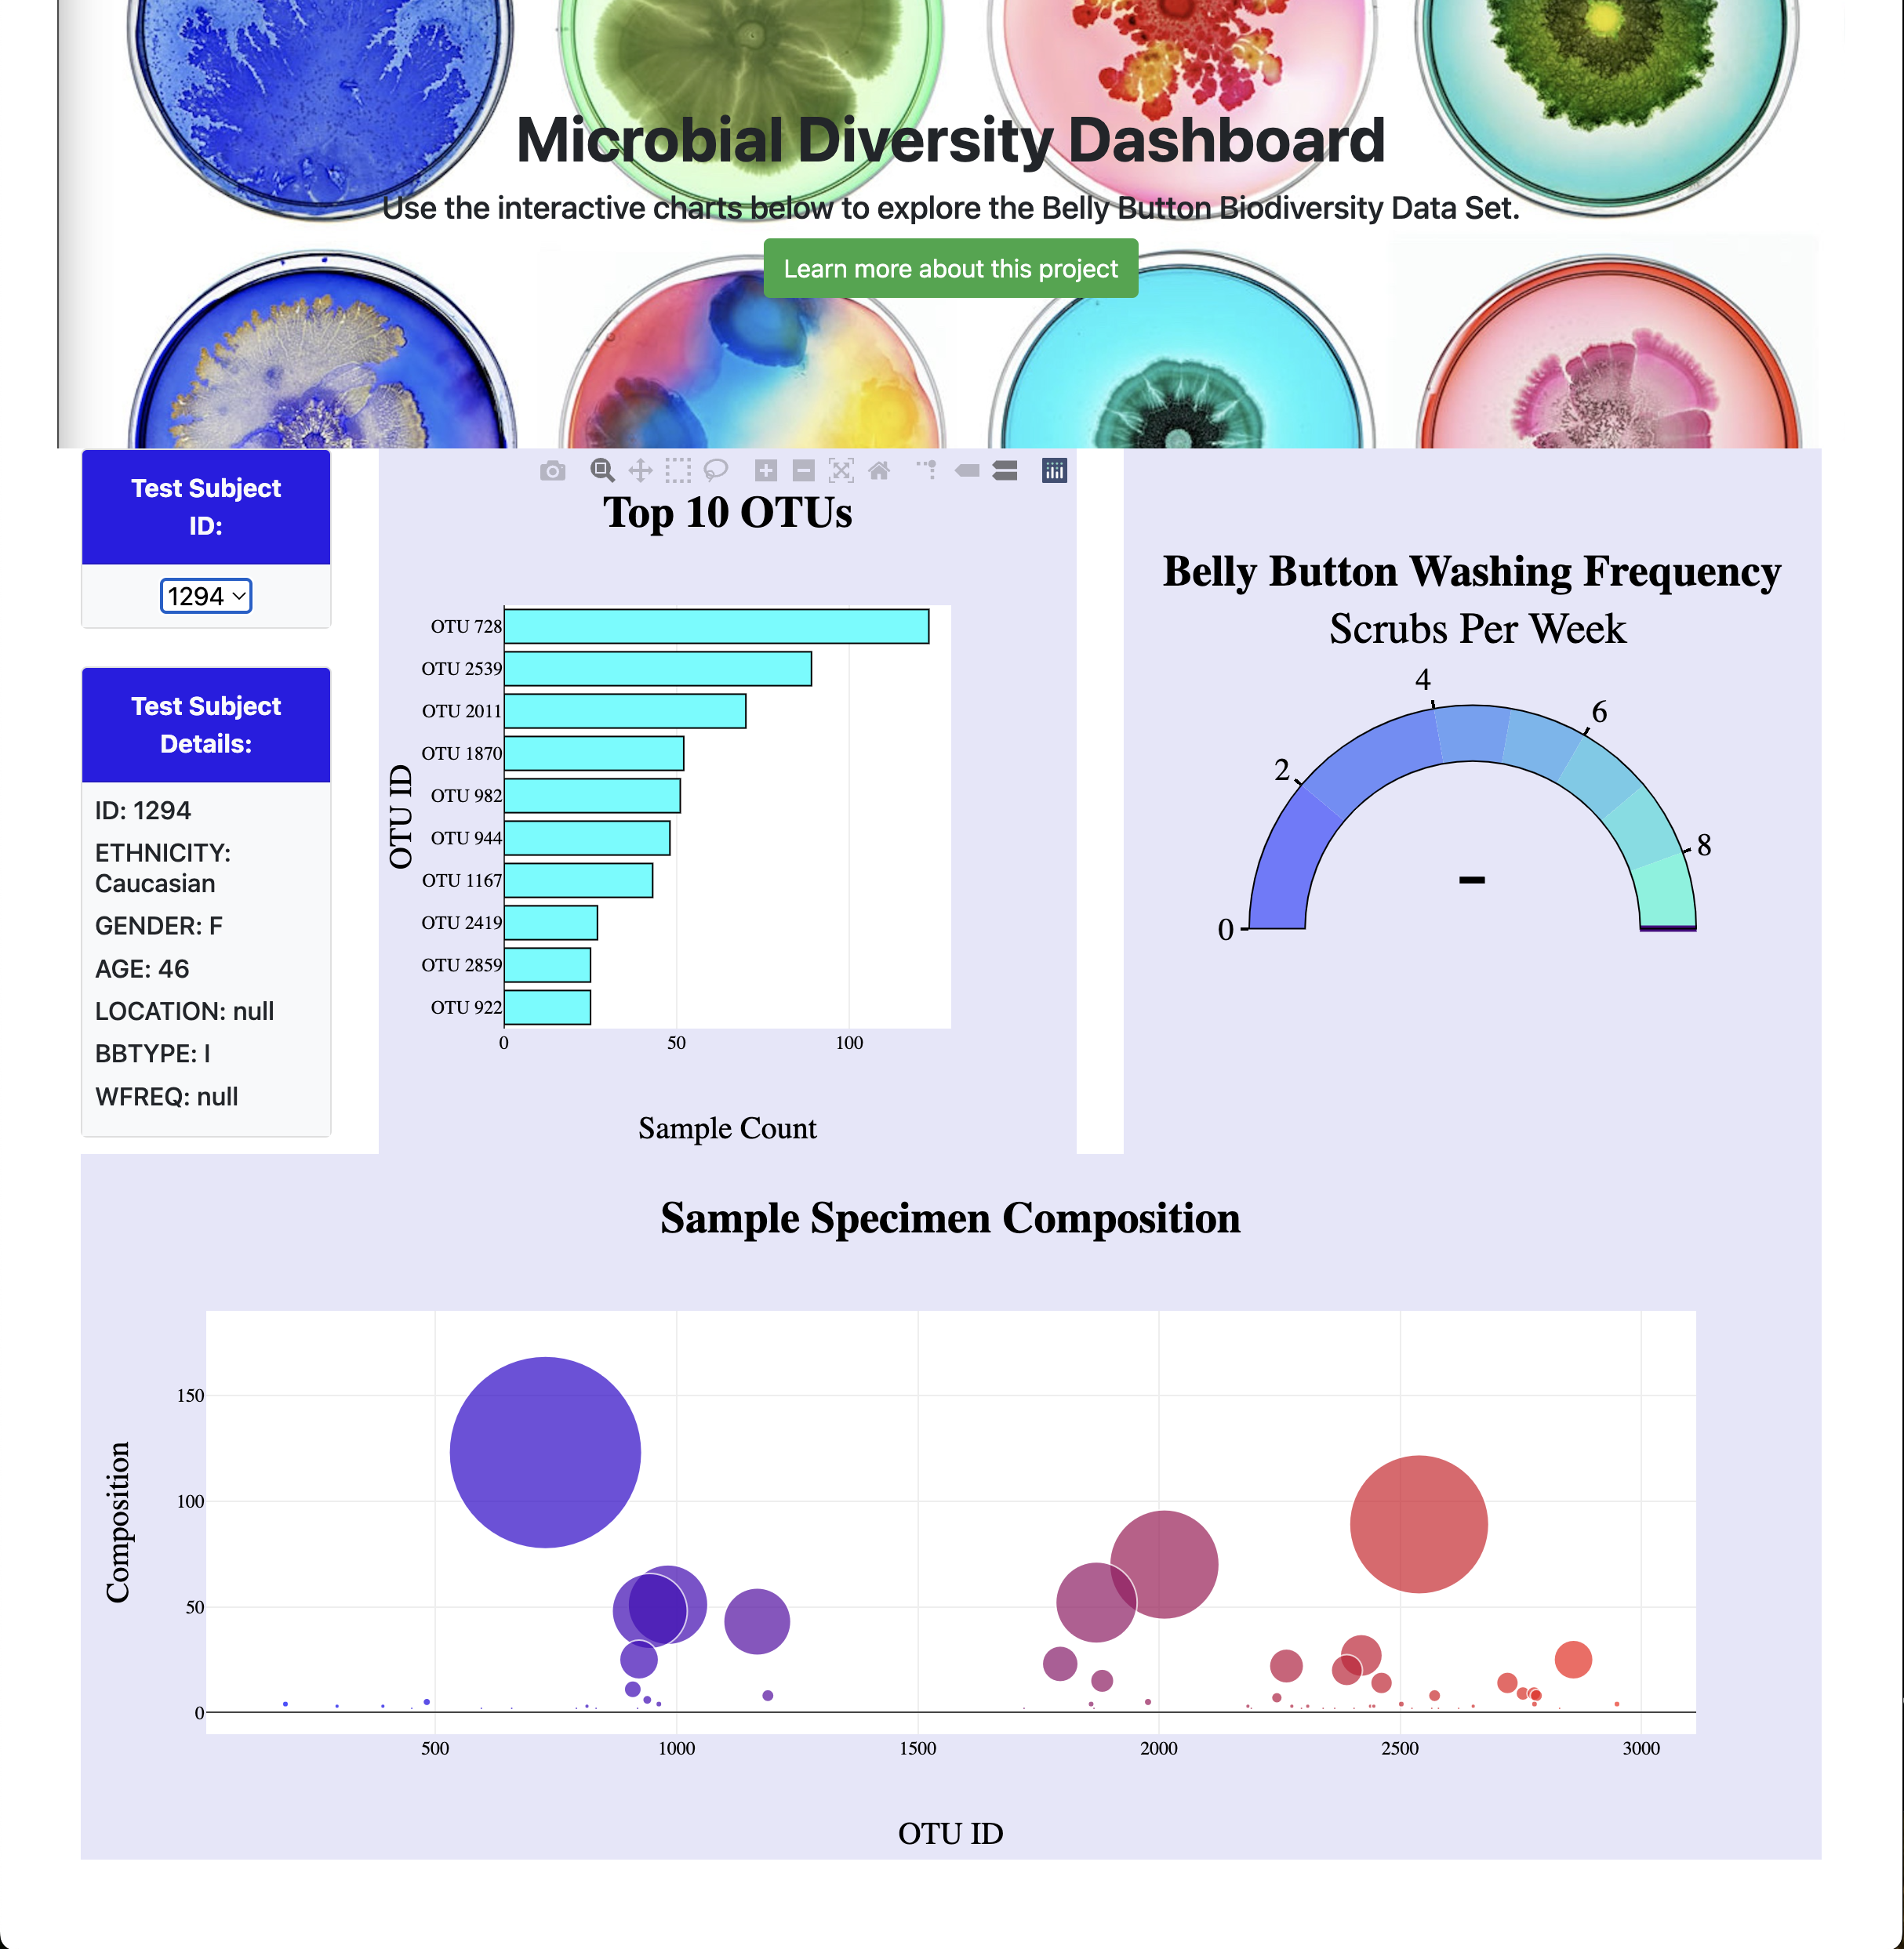 Microbial Diversity Dashboard
Use the interactive charts below to explore the Belly Button Biodiversity Data Set.
Learn more about this project
Test Subject
ID:
1294
Test Subject
Details:
ID: 1294
ETHNICITY:
Caucasian
GENDER: F
AGE: 46
LOCATION: null
BBTYPE: I
WFREQ: null
Top 10 OTUs
OTU ID
OTU 728
OTU 2539
OTU 2011
OTU 1870
OTU 982
OTU 944
OTU 1167
OTU 2419
OTU 2859
OTU 922
0 50 100
Sample Count
Belly Button Washing Frequency
Scrubs Per Week
0
2
4
6
8
-
Sample Specimen Composition
Composition
150
100
50
0
500 1000 1500 2000 2500 3000
OTU ID